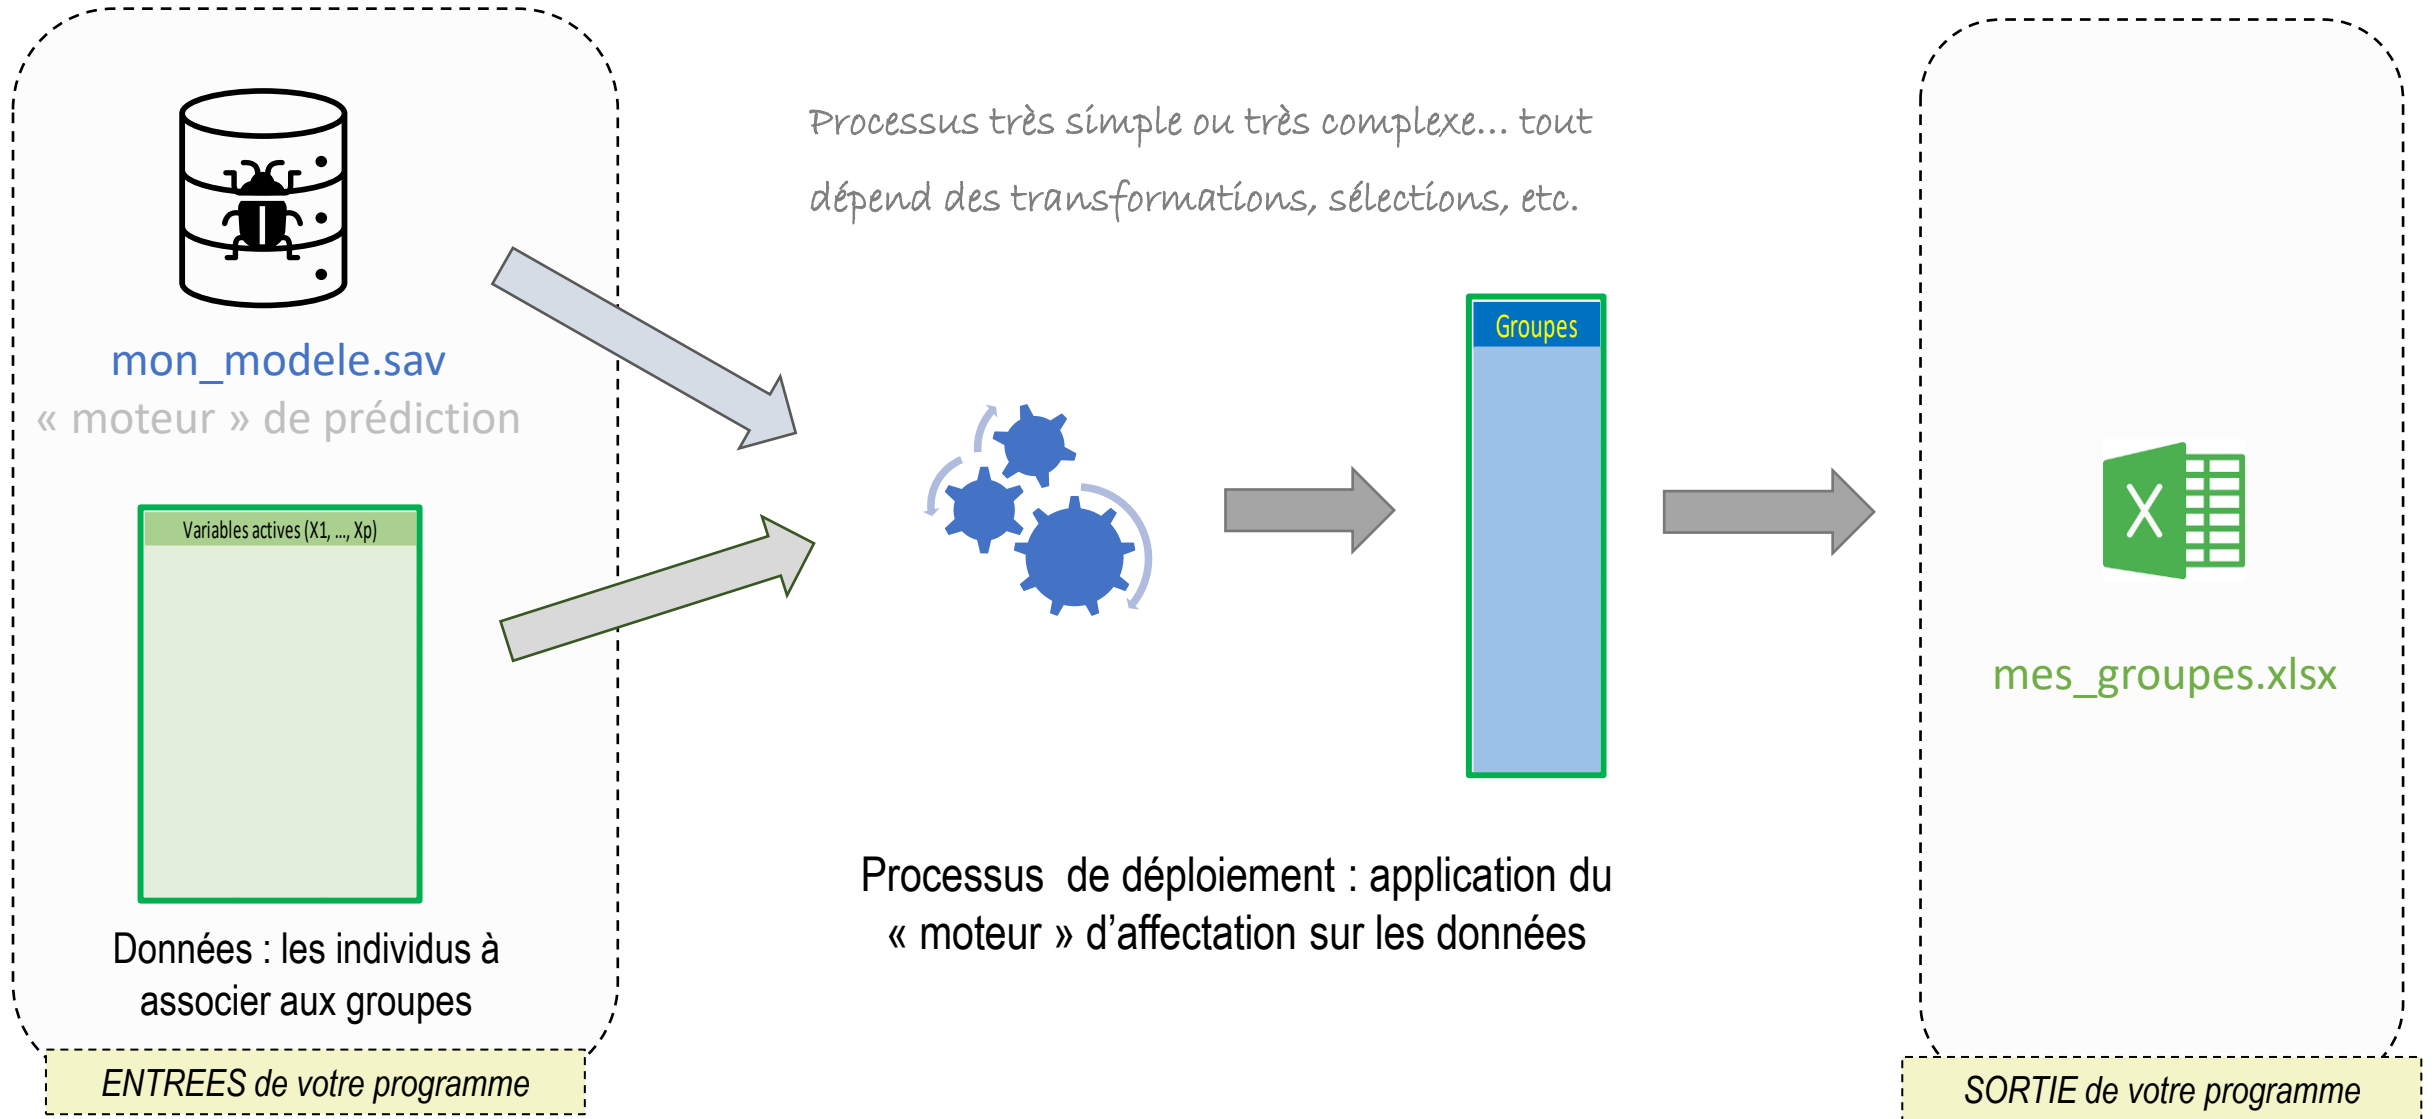 mon_modele.sav
« moteur » de prédiction
Variables actives (X1, ..., Xp)
Données : les individus à
associer aux groupes
ENTREES de votre programme
Processus très simple ou très complexe... tout
dépend des transformations, sélections, etc.
Groupes
Processus de déploiement : application du
« moteur » d'affectation sur les données
X
mes_groupes.xlsx
SORTIE de votre programme